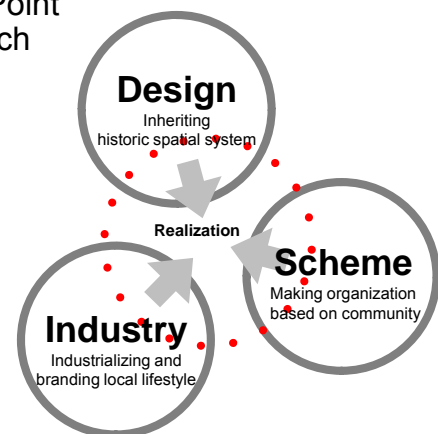 Point
ch
Design
Inheriting
historic spatial system
Realization
Scheme
Making organization
based on community
Industry
Industrializing and
branding local lifestyle